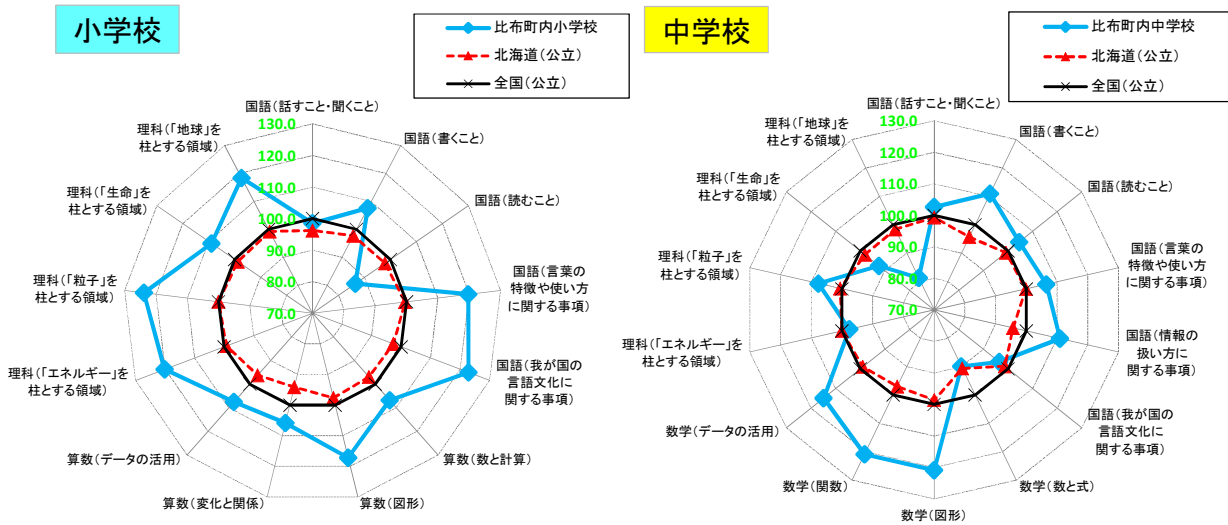 小学校
比布町内小学校
北海道(公立)
全国(公立)
国語(話すこと・聞くこと)
国語(書くこと)
国語(読むこと)
国語(言葉の
特徴や使い方
に関する事項)
国語(我が国の
言語文化に
関する事項)
算数(数と計算)
算数(図形)
算数(変化と関係)
算数(データの活用)
理科(「エネルギー」を
柱とする領域)
理科(「粒子」を
柱とする領域)
理科(「生命」を
柱とする領域)
理科(「地球」を
柱とする領域)
130.0
120.0
110.0
100.0
90.0
80.0
70.0
中学校
比布町内中学校
北海道(公立)
全国(公立)
国語(話すこと・聞くこと)
国語(書くこと)
国語(読むこと)
国語(言葉の
特徴や使い方
に関する事項)
国語(情報の
扱い方に
関する事項)
国語(我が国の
言語文化に
関する事項)
数学(数と式)
数学(図形)
数学(関数)
数学(データの活用)
理科(「エネルギー」を
柱とする領域)
理科(「粒子」を
柱とする領域)
理科(「生命」を
柱とする領域)
理科(「地球」を
柱とする領域)
130.0
120.0
110.0
100.0
90.0
80.0
70.0